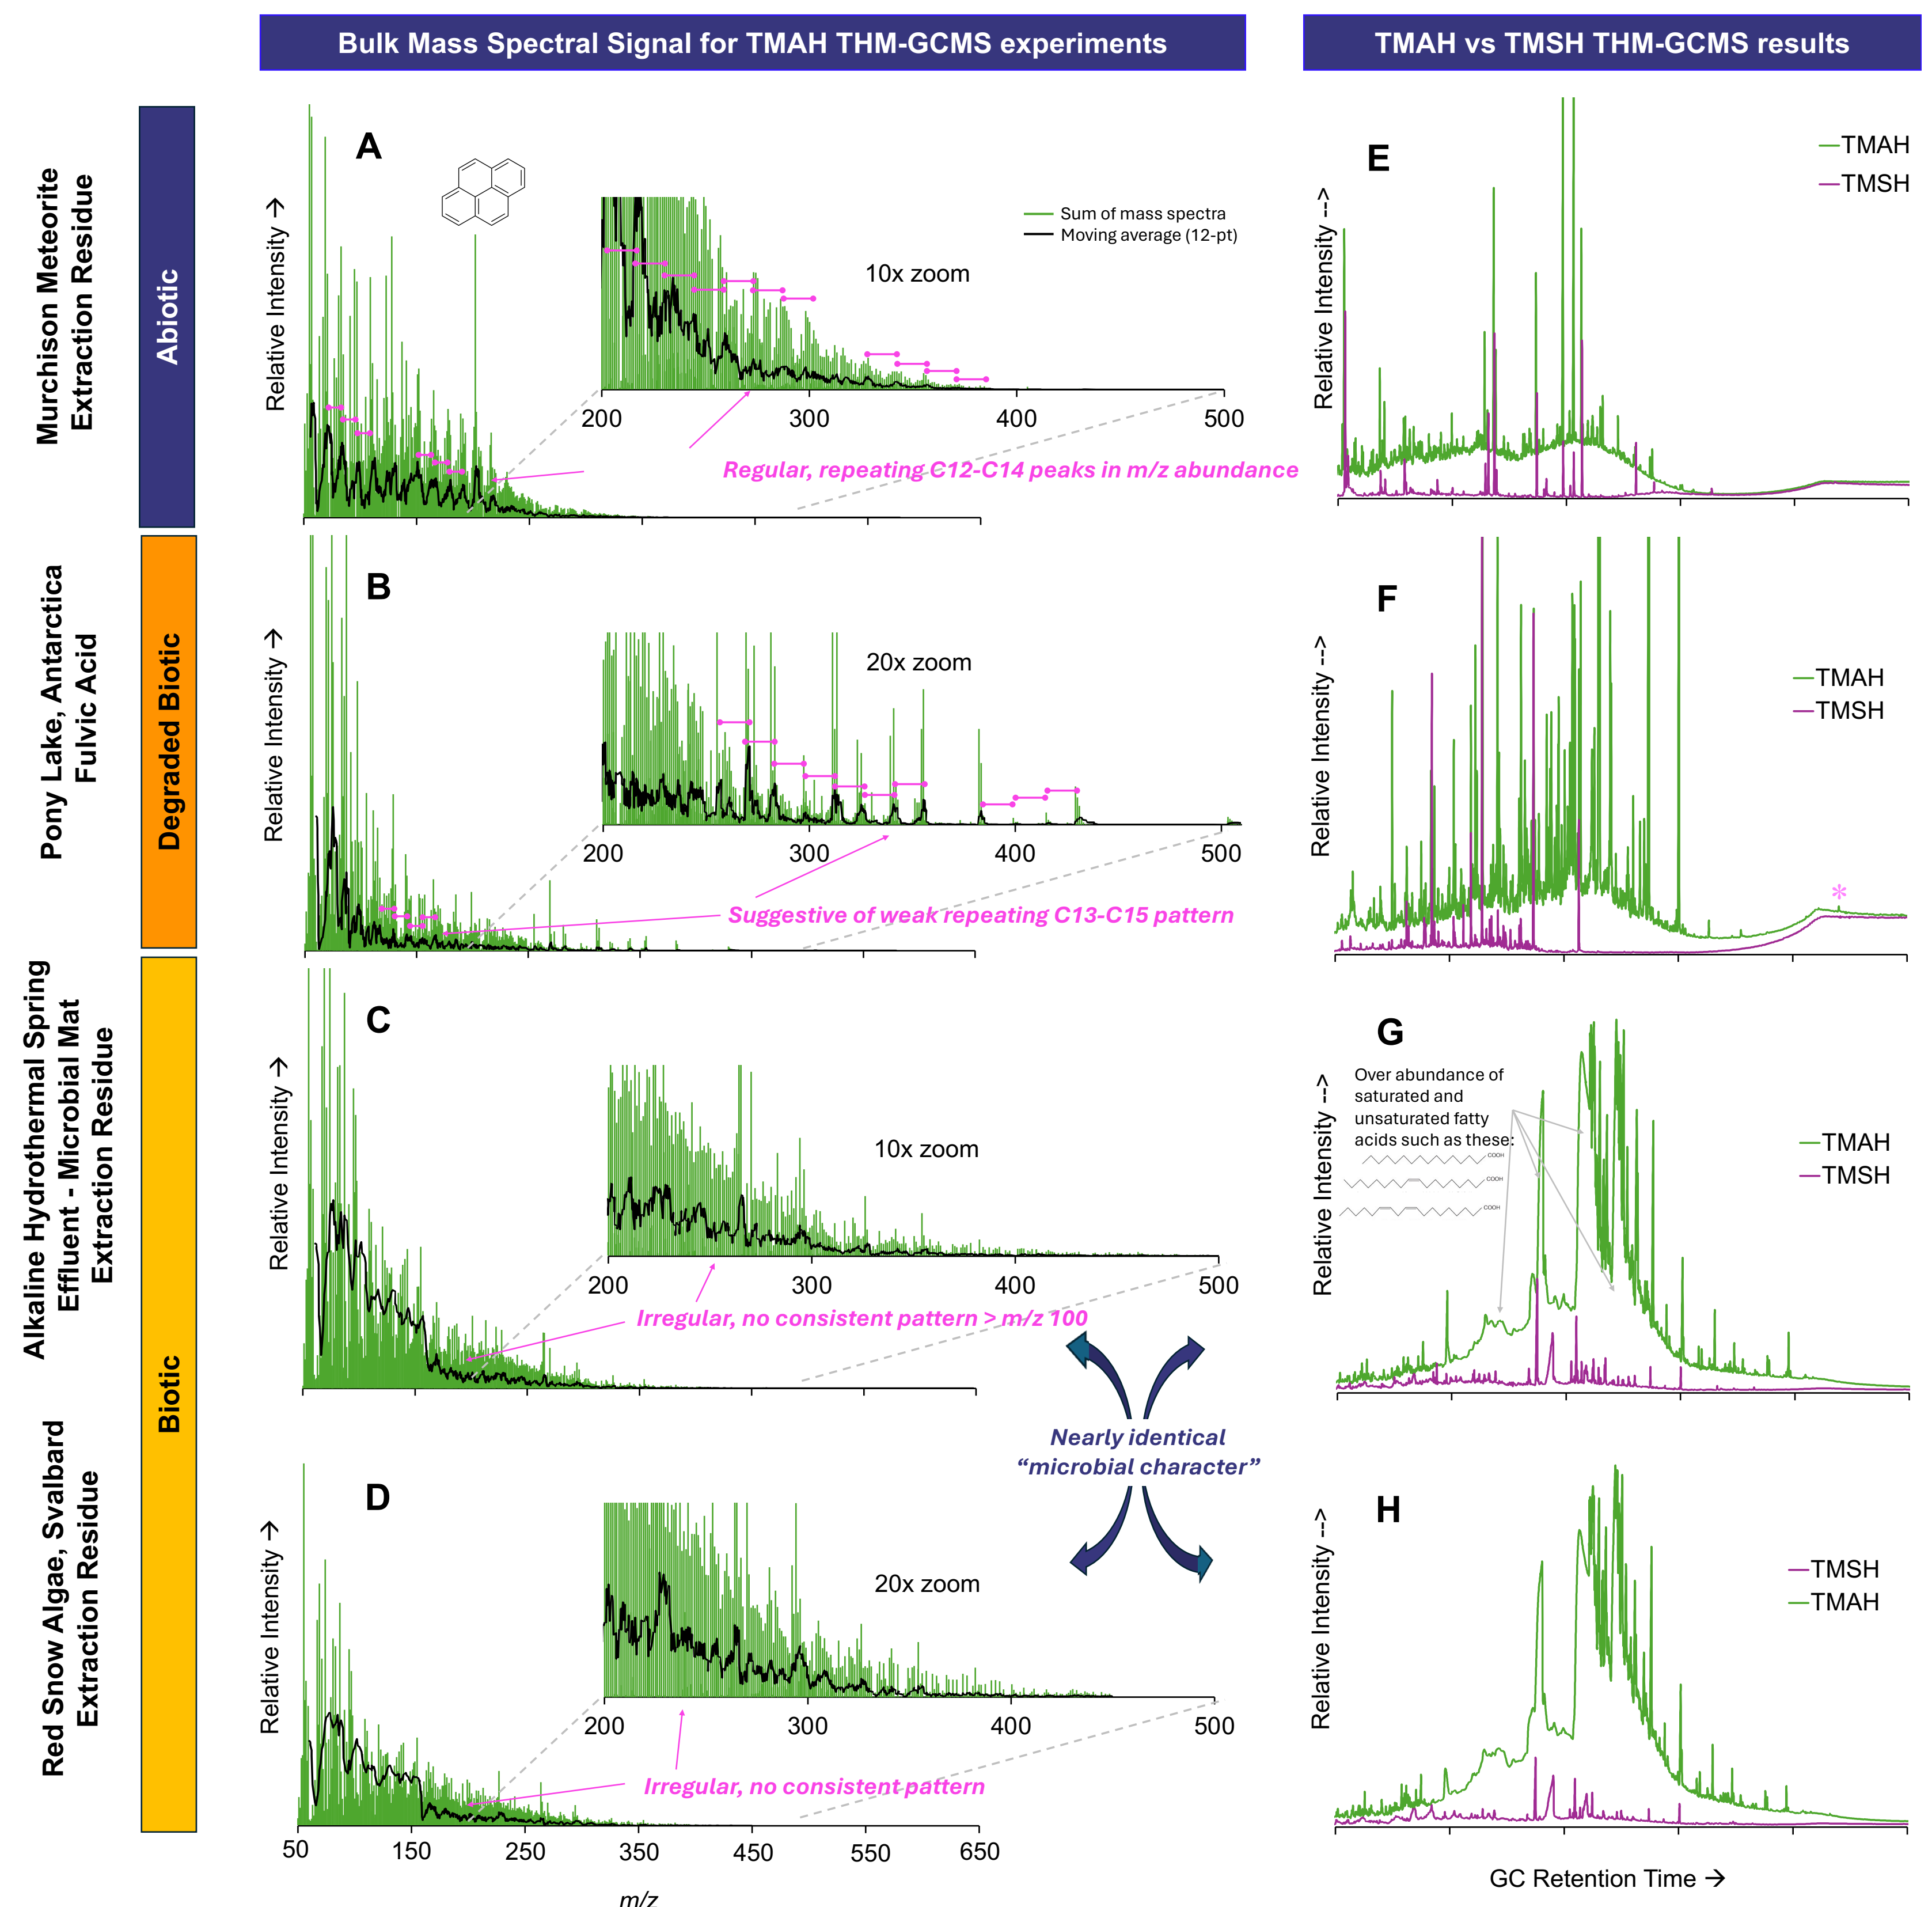 Bulk Mass Spectral Signal for TMAH THM-GCMS experiments
TMAH vs TMSH THM-GCMS results
Murchison Meteorite
Extraction Residue
Abiotic
A
Relative Intensity →
Sum of mass spectra
Moving average (12-pt)
10x zoom
200 300 400 500
Regular, repeating C12-C14 peaks in m/z abundance
E
Relative Intensity -->
TMAH
TMSH
Pony Lake, Antarctica
Fulvic Acid
Degraded Biotic
B
Relative Intensity →
20x zoom
200 300 400 500
Suggestive of weak repeating C13-C15 pattern
F
Relative Intensity -->
TMAH
TMSH
*
Alkaline Hydrothermal Spring
Effluent - Microbial Mat
Extraction Residue
Biotic
C
Relative Intensity →
10x zoom
200 300 400 500
Irregular, no consistent pattern > m/z 100
G
Relative Intensity -->
Over abundance of
saturated and
unsaturated fatty
acids such as these:
COOH
COOH
COOH
TMAH
TMSH
Nearly identical
“microbial character”
Red Snow Algae, Svalbard
Extraction Residue
D
Relative Intensity →
20x zoom
200 300 400 500
Irregular, no consistent pattern
50 150 250 350 450 550 650
m/z
H
Relative Intensity -->
TMSH
TMAH
GC Retention Time →